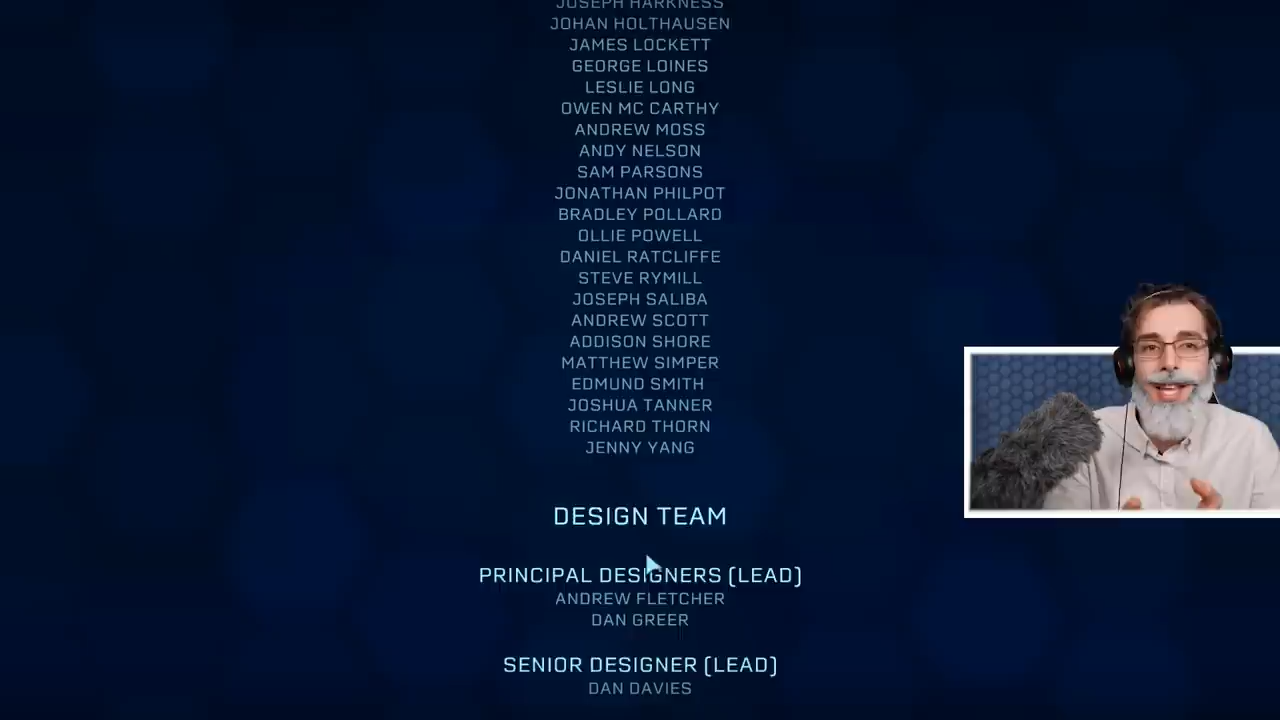 JOSEPH HARKNESS
JOHAN HOLTHAUSEN
JAMES LOCKETT
GEORGE LOINES
LESLIE LONG
OWEN MC CARTHY
ANDREW MOSS
ANDY NELSON
SAM PARSONS
JONATHAN PHILPOT
BRADLEY POLLARD
OLLIE POWELL
DANIEL RATCLIFFE
STEVE RYMILL
JOSEPH SALIBA
ANDREW SCOTT
ADDISON SHORE
MATTHEW SIMPER
EDMUND SMITH
JOSHUA TANNER
RICHARD THORN
JENNY YANG
DESIGN TEAM
PRINCIPAL DESIGNERS (LEAD)
ANDREW FLETCHER
DAN GREER
SENIOR DESIGNER (LEAD)
DAN DAVIES